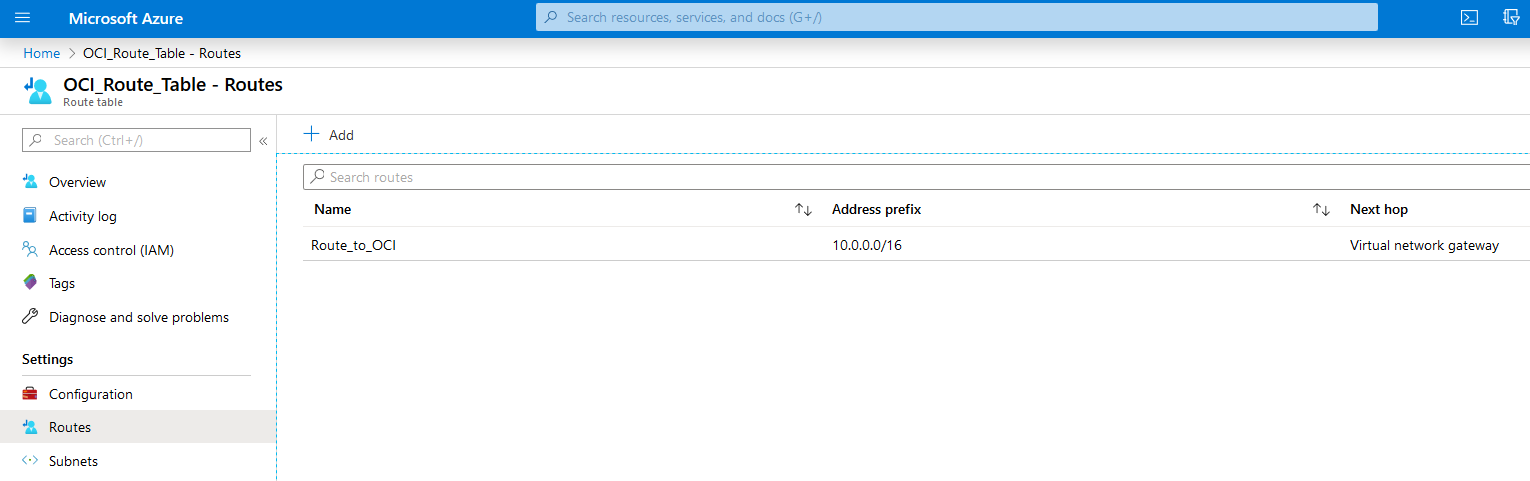 Microsoft Azure
Search resources, services, and docs (G+/)
Home > OCI_Route_Table - Routes
OCI_Route_Table - Routes
Route table
Search (Ctrl+/)
«
Add
Overview
Activity log
Access control (IAM)
Tags
Diagnose and solve problems
Settings
Configuration
Routes
Subnets
Search routes
Name Address prefix Next hop
Route_to_OCI 10.0.0.0/16 Virtual network gateway